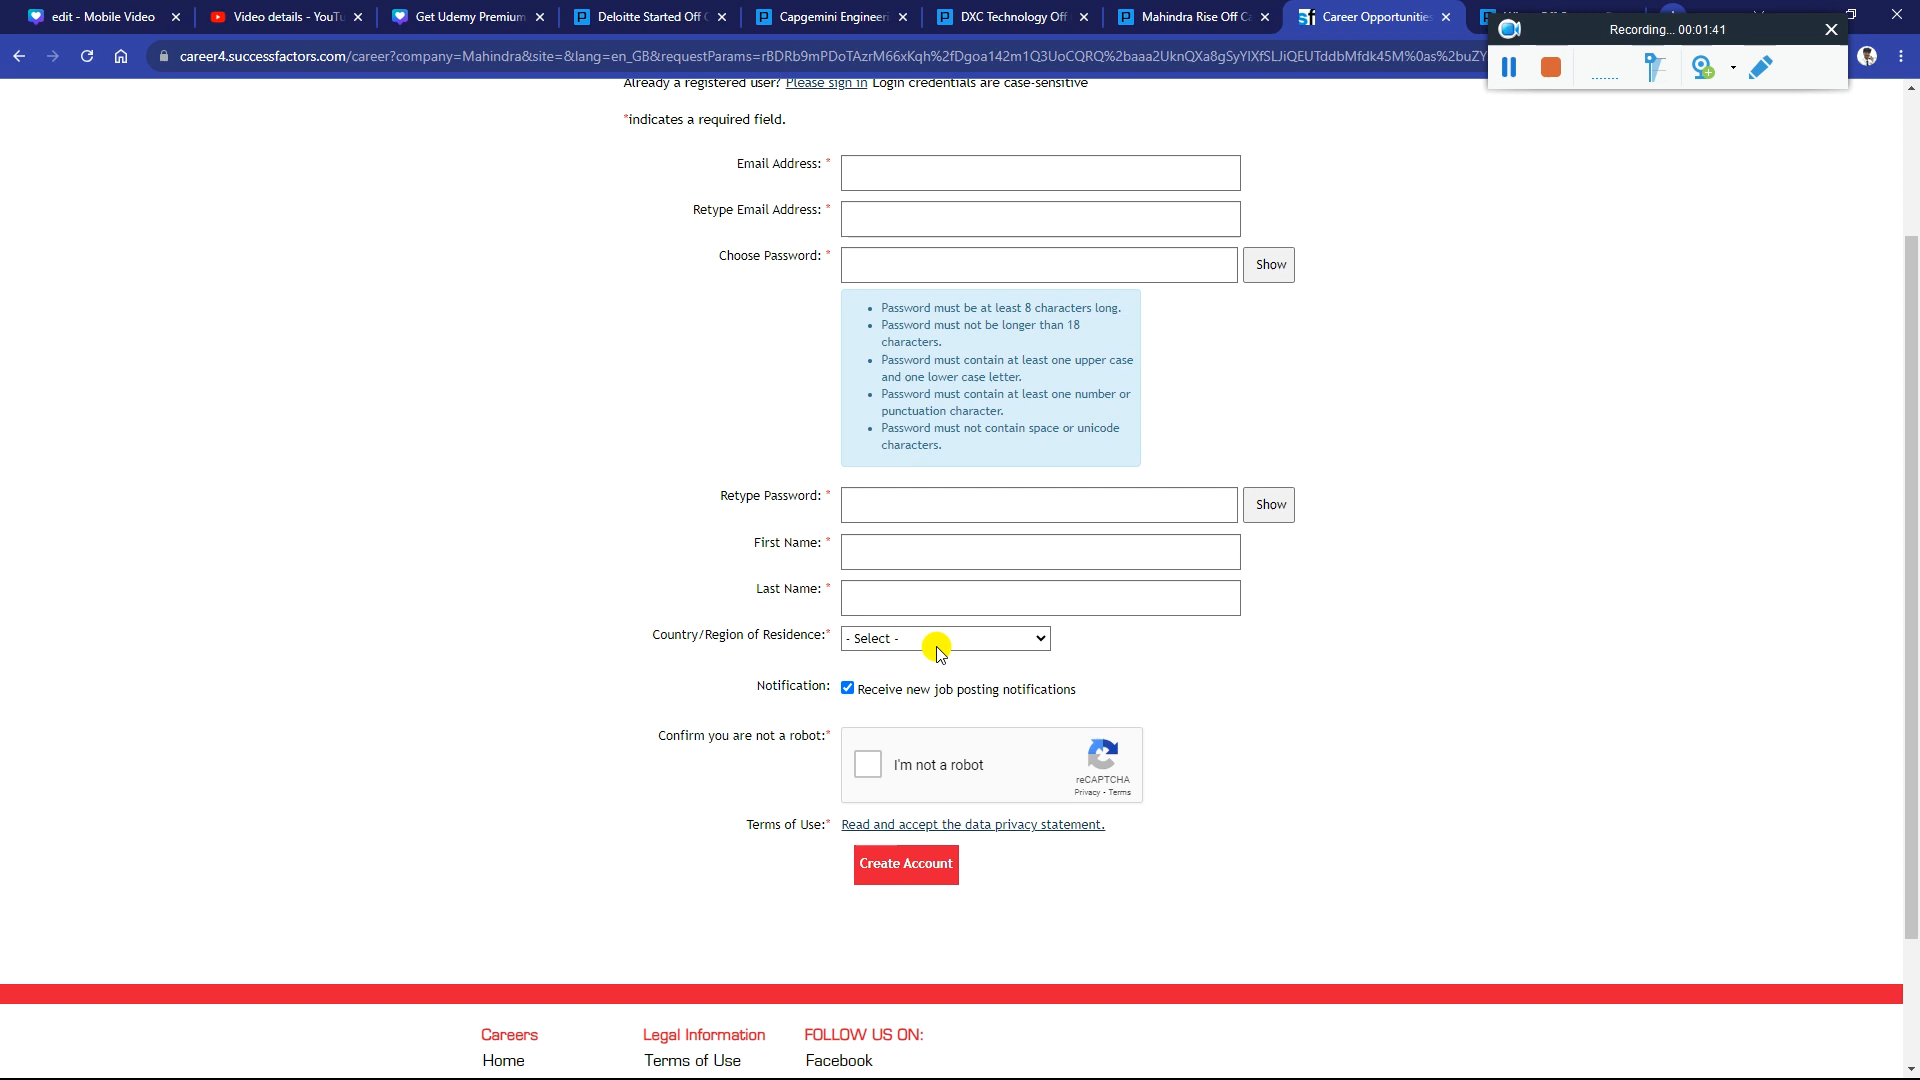 edit - Mobile Video
Video details - YouTu
Get Udemy Premium
Deloitte Started Off C
Capgemini Engineeri
DXC Technology Off
Mahindra Rise Off Ca
Career Opportunities
Recording... 00:01:41
career4.successfactors.com/career?company=Mahindra&site=&lang=en_GB&requestParams=rBDRb9mPDoTAzrM66xKqh%2fDgoa142m1Q3UoCQRQ%2baaa2UknQXa8gSyYIXfSLJiQEUTddbMfdk45M%0as%2buZY
Already a registered user? Please sign in Login credentials are case-sensitive
*indicates a required field.
Email Address: *
Retype Email Address: *
Choose Password: *
Show
• Password must be at least 8 characters long.
• Password must not be longer than 18
characters.
• Password must contain at least one upper case
and one lower case letter.
• Password must contain at least one number or
punctuation character.
• Password must not contain space or unicode
characters.
Retype Password: *
Show
First Name: *
Last Name: *
Country/Region of Residence:*
- Select -
Notification:
Receive new job posting notifications
Confirm you are not a robot:*
I'm not a robot
reCAPTCHA
Privacy - Terms
Terms of Use:*
Read and accept the data privacy statement.
Create Account
Careers
Legal Information
FOLLOW US ON:
Home
Terms of Use
Facebook